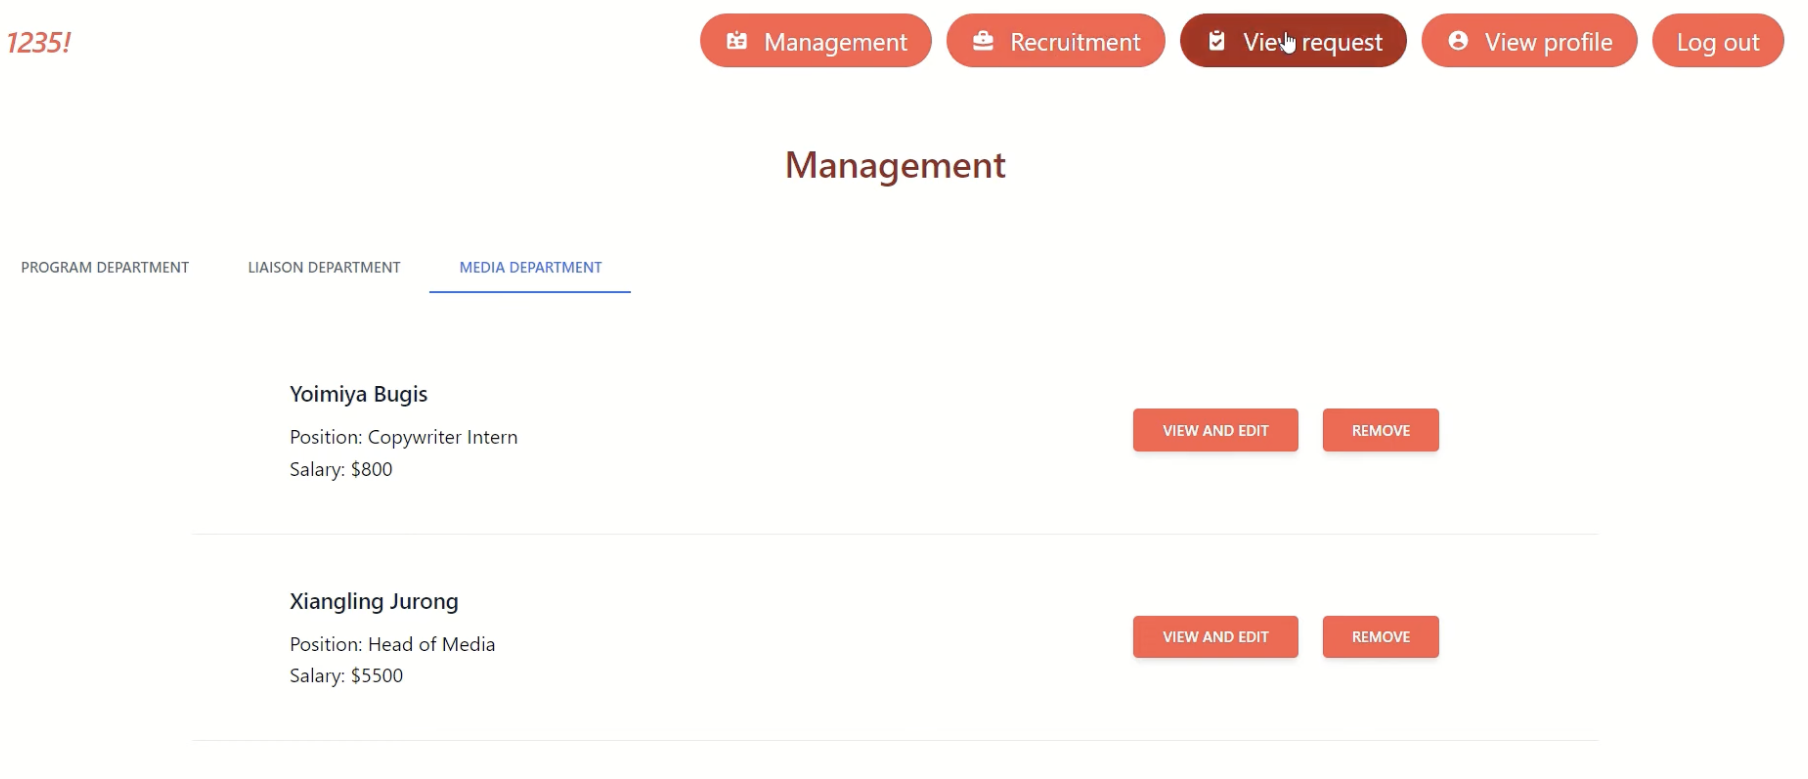 1235!
Management
Recruitment
View request
View profile
Log out
Management
PROGRAM DEPARTMENT
LIAISON DEPARTMENT
MEDIA DEPARTMENT
Yoimiya Bugis
Position: Copywriter Intern
Salary: $800
VIEW AND EDIT
REMOVE
Xiangling Jurong
Position: Head of Media
Salary: $5500
VIEW AND EDIT
REMOVE